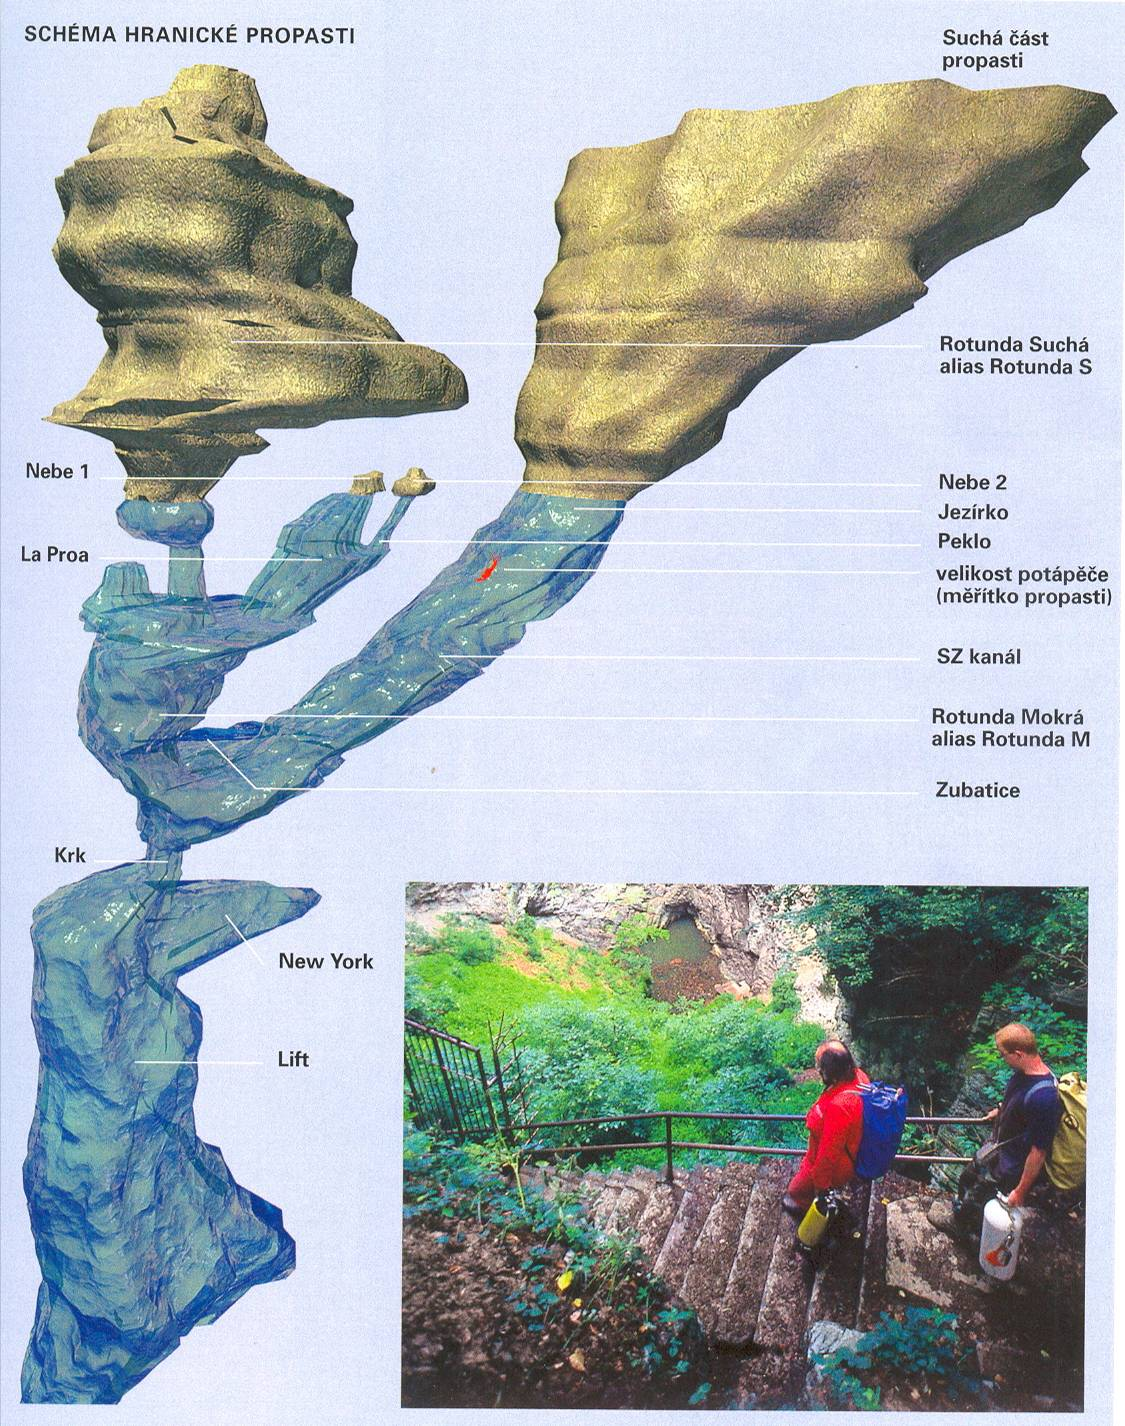 SCHÉMA HRANICKÉ PROPASTI
Suchá část
propasti
Rotunda Suchá
alias Rotunda S
Nebe 1
Nebe 2
Jezírko
Peklo
La Proa
velikost potápěče
(měřítko propasti)
SZ kanál
Rotunda Mokrá
alias Rotunda M
Zubatice
Krk
New York
Lift